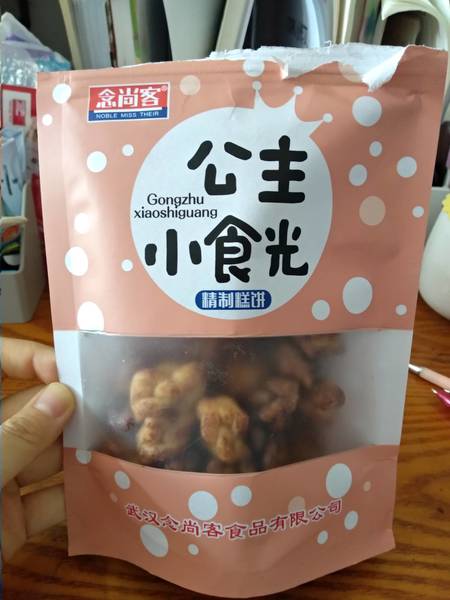 念尚客®
NOBLE MISS THEIR
公主
Gongzhu
xiaoshiguang
小食光
精制糕饼
武汉念尚客食品有限公司